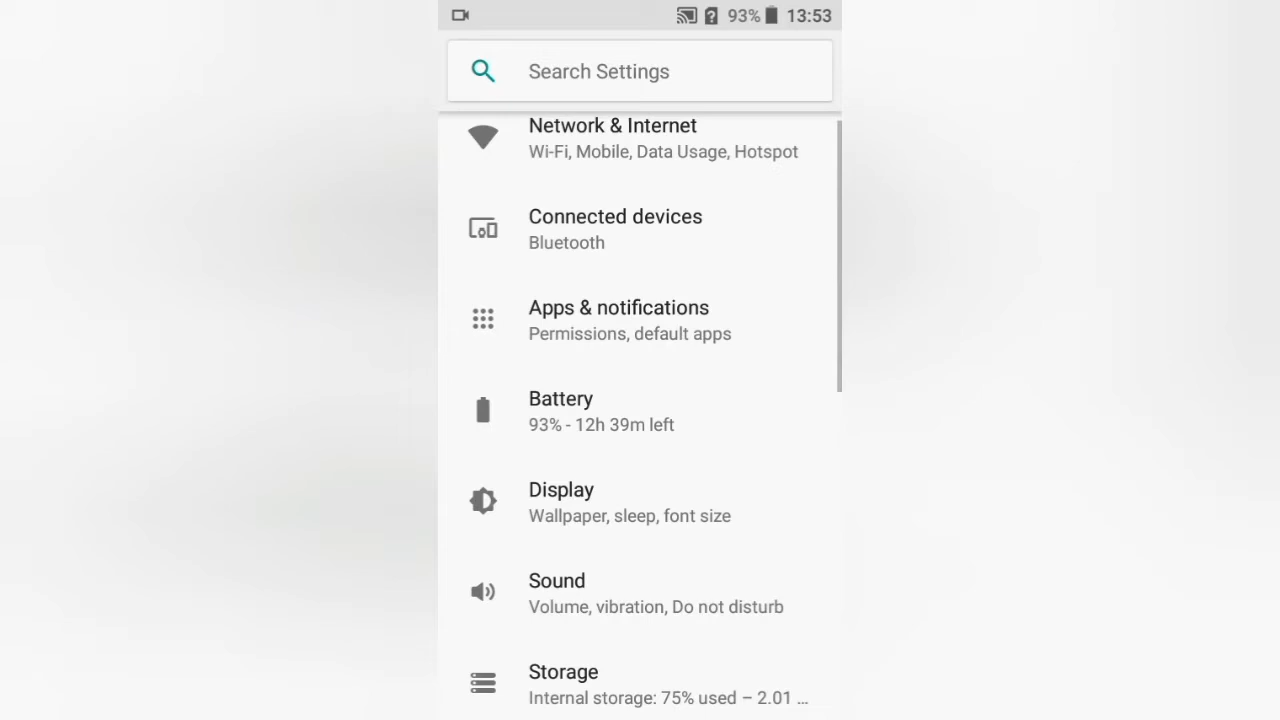 93% 13:53
Search Settings
Network & Internet
Wi-Fi, Mobile, Data Usage, Hotspot
Connected devices
Bluetooth
Apps & notifications
Permissions, default apps
Battery
93% - 12h 39m left
Display
Wallpaper, sleep, font size
Sound
Volume, vibration, Do not disturb
Storage
Internal storage: 75% used – 2.01 ...